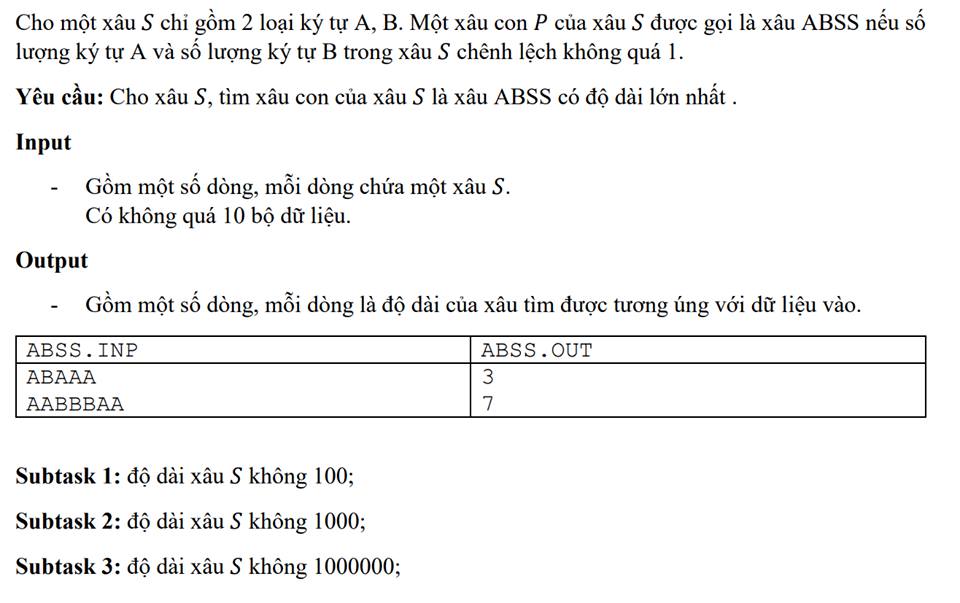 Cho một xâu S chỉ gồm 2 loại ký tự A, B. Một xâu con P của xâu S được gọi là xâu ABSS nếu số
lượng ký tự A và số lượng ký tự B trong xâu S chênh lệch không quá 1.
Yêu cầu: Cho xâu S, tìm xâu con của xâu S là xâu ABSS có độ dài lớn nhất .
Input
- Gồm một số dòng, mỗi dòng chứa một xâu S.
Có không quá 10 bộ dữ liệu.
Output
- Gồm một số dòng, mỗi dòng là độ dài của xâu tìm được tương úng với dữ liệu vào.
ABSS.INP ABSS.OUT
ABAAA 3
AABBBAA 7
Subtask 1: độ dài xâu S không 100;
Subtask 2: độ dài xâu S không 1000;
Subtask 3: độ dài xâu S không 1000000;